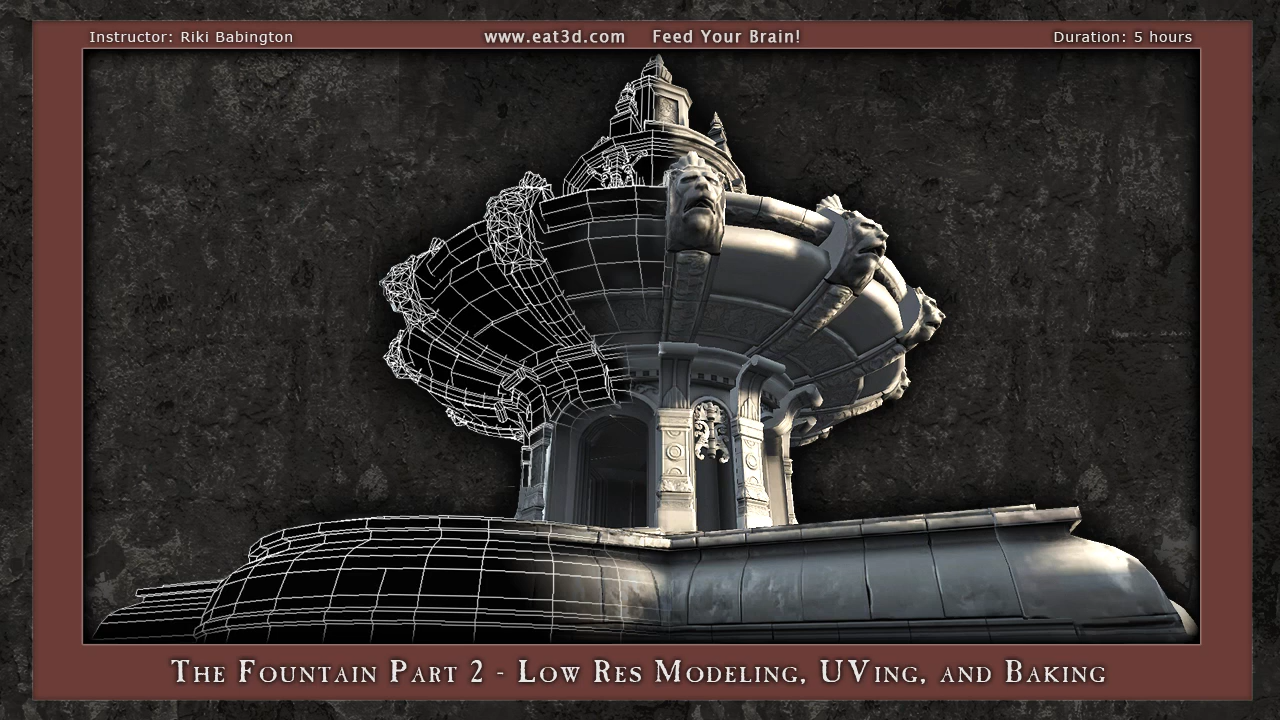 Instructor: Riki Babington
www.eat3d.com Feed Your Brain!
Duration: 5 hours
The Fountain Part 2 - Low Res Modeling, UVing, and Baking